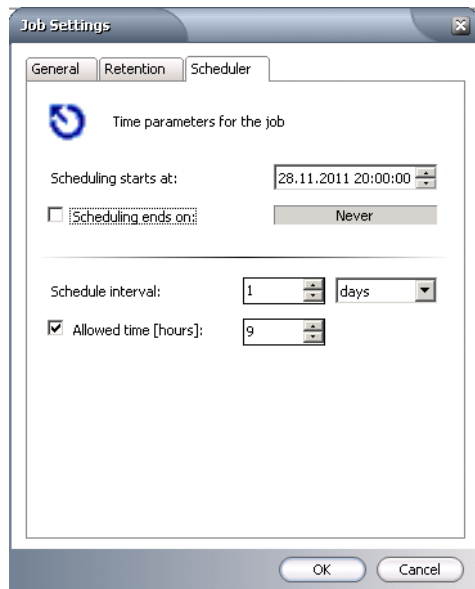 Job Settings
General Retention Scheduler
Time parameters for the job
Scheduling starts at: 28.11.2011 20:00:00
Scheduling ends on: Never
Schedule interval: 1 days
Allowed time [hours]: 9
OK Cancel